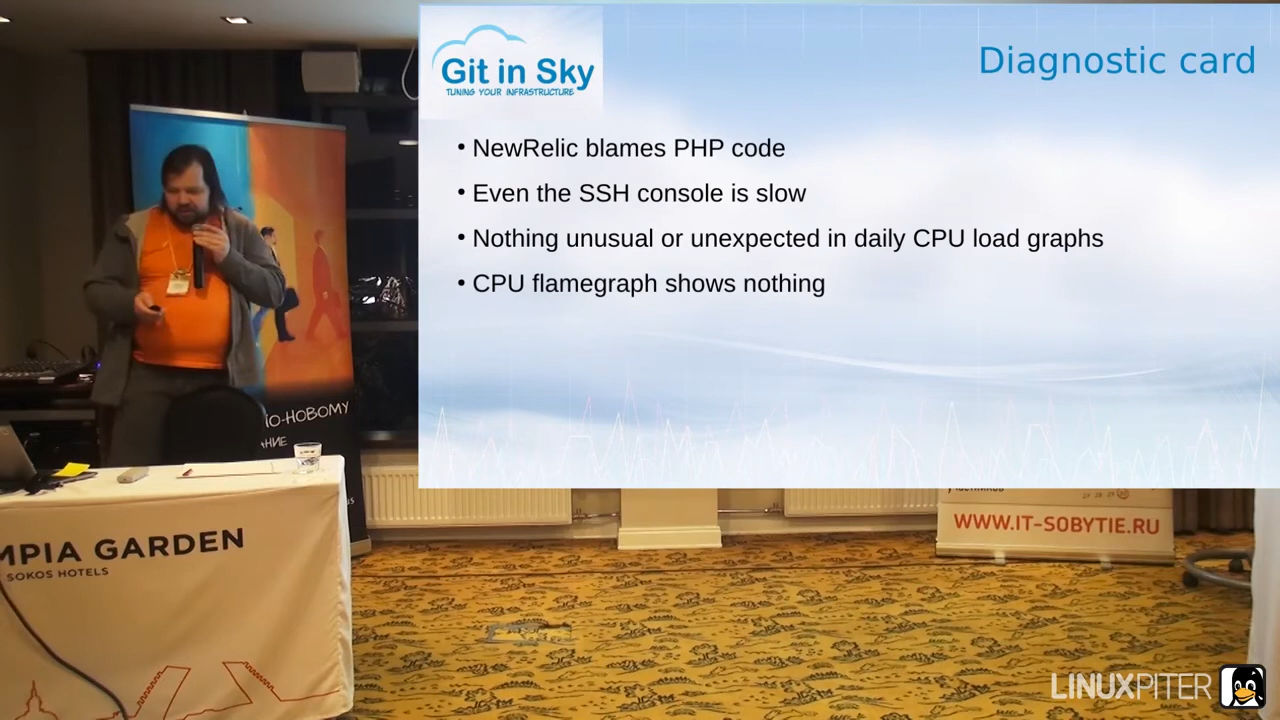 Git in Sky
TUNING YOUR INFRASTRUCTURE
Diagnostic card
• NewRelic blames PHP code
• Even the SSH console is slow
• Nothing unusual or unexpected in daily CPU load graphs
• CPU flamegraph shows nothing
ПО-НОВОМУ
MPIA GARDEN
SOKOS HOTELS
WWW.IT-SOBYTIE.RU
LINUXPITER